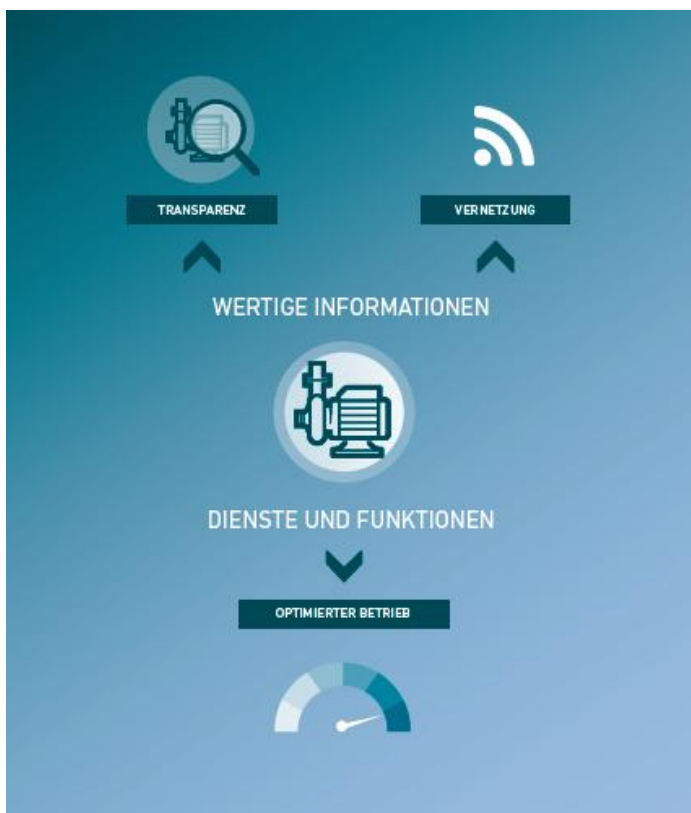 TRANSPARENZ
VERNETZUNG
WERTIGE INFORMATIONEN
DIENSTE UND FUNKTIONEN
OPTIMIERTER BETRIEB